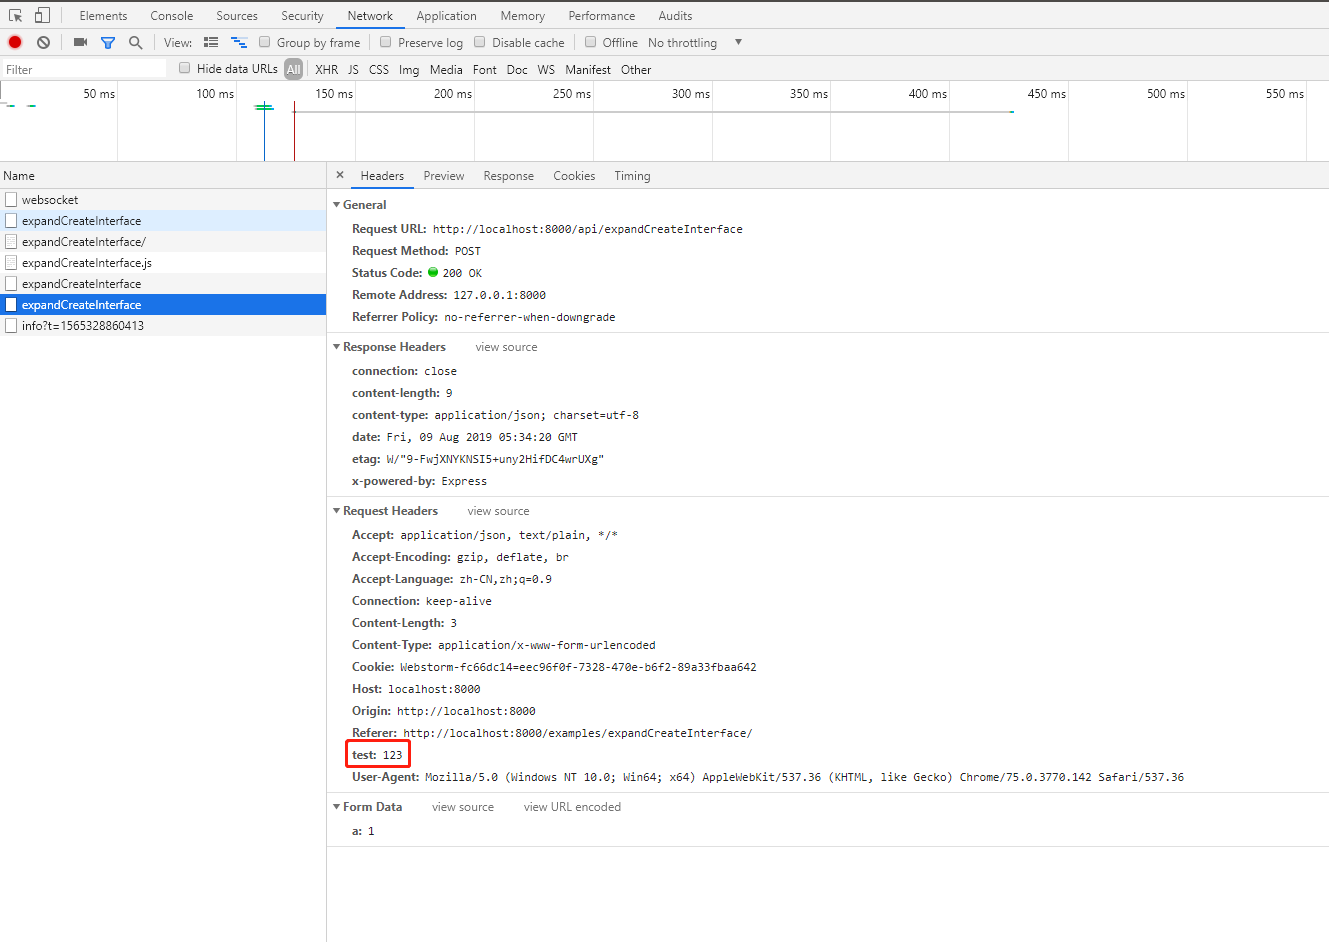 Elements Console Sources Security Network Application Memory Performance Audits
View: Group by frame Preserve log Disable cache Offline No throttling
Filter Hide data URLs All XHR JS CSS Img Media Font Doc WS Manifest Other
50 ms 100 ms 150 ms 200 ms 250 ms 300 ms 350 ms 400 ms 450 ms 500 ms 550 ms
Name
websocket
expandCreateInterface
expandCreateInterface/
expandCreateInterface.js
expandCreateInterface
expandCreateInterface
info?t=1565328860413
× Headers Preview Response Cookies Timing
General
Request URL: http://localhost:8000/api/expandCreateInterface
Request Method: POST
Status Code: 200 OK
Remote Address: 127.0.0.1:8000
Referrer Policy: no-referrer-when-downgrade
Response Headers view source
connection: close
content-length: 9
content-type: application/json; charset=utf-8
date: Fri, 09 Aug 2019 05:34:20 GMT
etag: W/"9-FwjXNYKNSI5+uny2HifDC4wrUXg"
x-powered-by: Express
Request Headers view source
Accept: application/json, text/plain, */*
Accept-Encoding: gzip, deflate, br
Accept-Language: zh-CN,zh;q=0.9
Connection: keep-alive
Content-Length: 3
Content-Type: application/x-www-form-urlencoded
Cookie: Webstorm-fc66dc14=eec96f0f-7328-470e-b6f2-89a33fbaa642
Host: localhost:8000
Origin: http://localhost:8000
Referer: http://localhost:8000/examples/expandCreateInterface/
test: 123
User-Agent: Mozilla/5.0 (Windows NT 10.0; Win64; x64) AppleWebKit/537.36 (KHTML, like Gecko) Chrome/75.0.3770.142 Safari/537.36
Form Data view source view URL encoded
a: 1